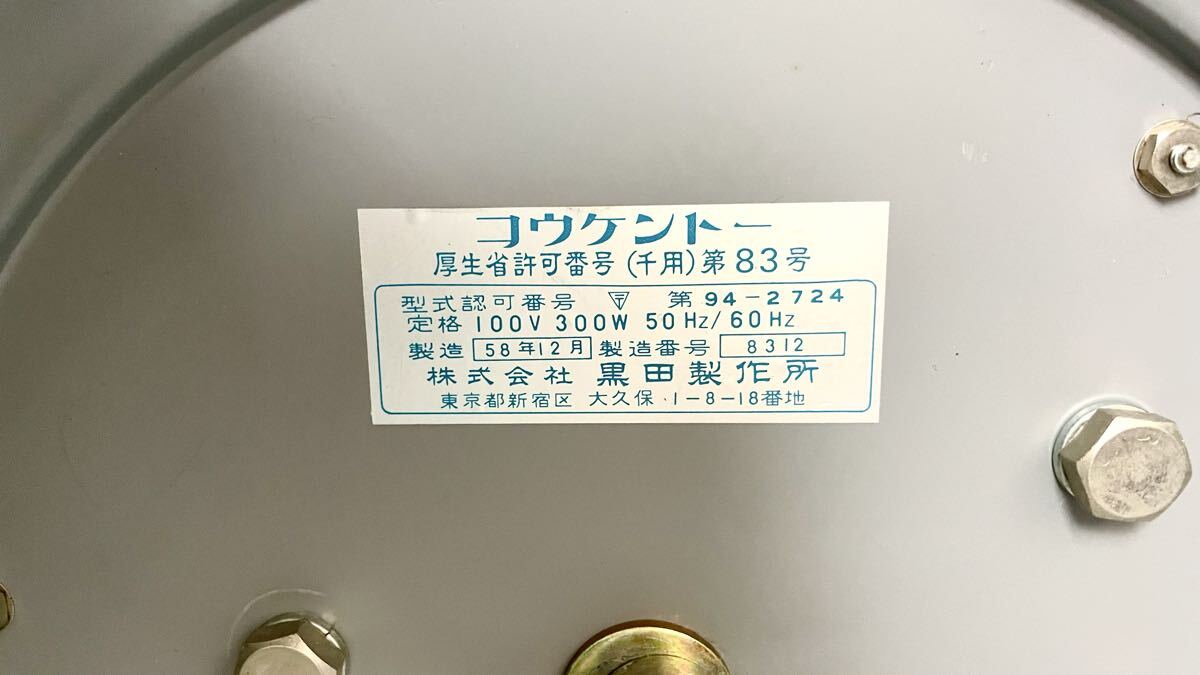 コウケントー
厚生省許可番号(千用)第83号
型式認可番号 第94-2724
定格 100V 300W 50Hz/60Hz
製造 58年12月 製造番号 8312
株式会社 黒田製作所
東京都新宿区 大久保 1-8-18番地